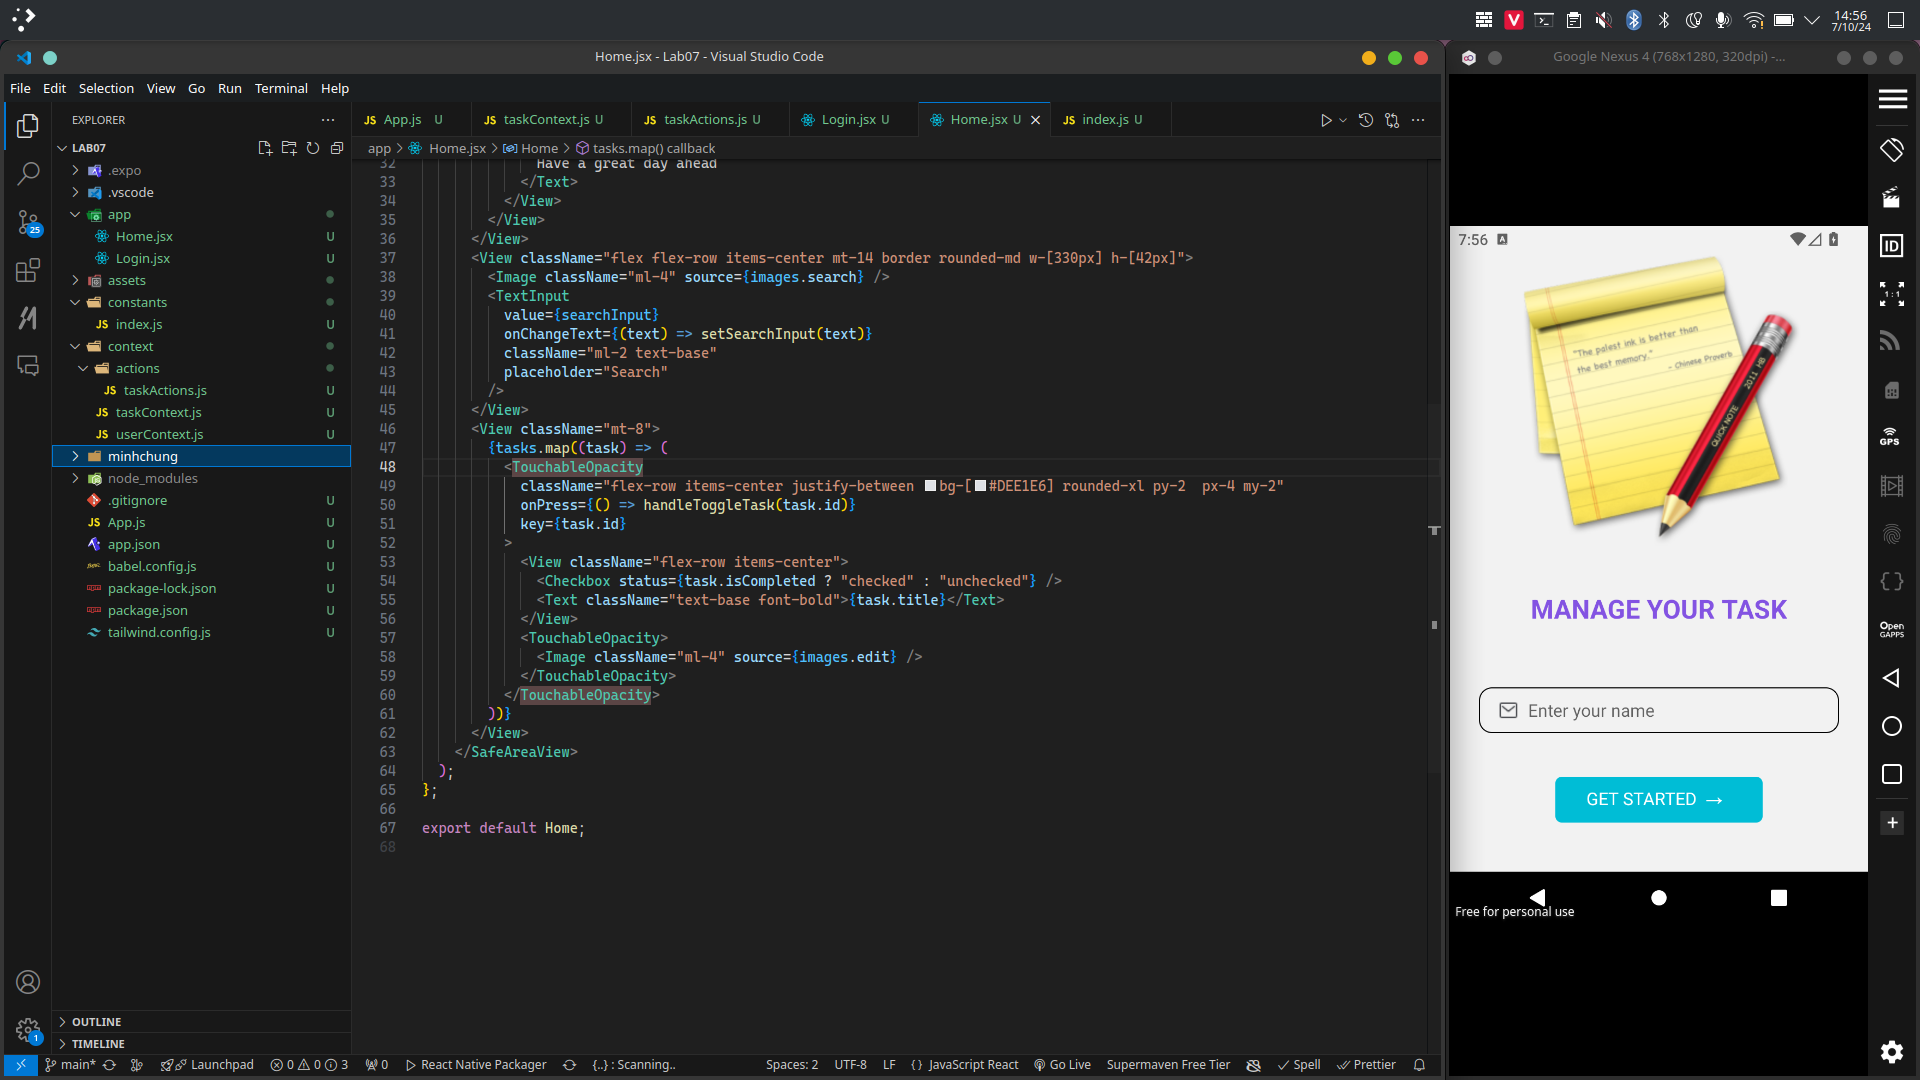 14:56
7/10/24
Home.jsx - Lab07 - Visual Studio Code
File Edit Selection View Go Run Terminal Help
EXPLORER
LAB07
.expo
.vscode
app
Home.jsx U
Login.jsx U
assets
constants
index.js U
context
actions
taskActions.js U
taskContext.js U
userContext.js U
minhchung
node_modules
.gitignore U
App.js U
app.json U
babel.config.js U
package-lock.json U
package.json U
tailwind.config.js U
OUTLINE
TIMELINE
JS App.js U JS taskContext.js U JS taskActions.js U Login.jsx U Home.jsx U JS index.js U
app > Home.jsx > Home > tasks.map() callback
32 Have a great day ahead
33 </Text>
34 </View>
35 </View>
36 </View>
37 <View className="flex flex-row items-center mt-14 border rounded-md w-[330px] h-[42px]">
38 <Image className="ml-4" source={images.search} />
39 <TextInput
40 value={searchInput}
41 onChangeText={(text) => setSearchInput(text)}
42 className="ml-2 text-base"
43 placeholder="Search"
44 />
45 </View>
46 <View className="mt-8">
47 {tasks.map((task) => (
48 <TouchableOpacity
49 className="flex-row items-center justify-between bg-[#DEE1E6] rounded-xl py-2  px-4 my-2"
50 onPress={() => handleToggleTask(task.id)}
51 key={task.id}
52 >
53 <View className="flex-row items-center">
54 <Checkbox status={task.isCompleted ? "checked" : "unchecked"} />
55 <Text className="text-base font-bold">{task.title}</Text>
56 </View>
57 <TouchableOpacity>
58 <Image className="ml-4" source={images.edit} />
59 </TouchableOpacity>
60 </TouchableOpacity>
61 ))}
62 </View>
63 </SafeAreaView>
64 );
65 };
66
67 export default Home;
68
25
1
main* Launchpad 0 0 3 0 React Native Packager {..} : Scanning.. Spaces: 2 UTF-8 LF {} JavaScript React Go Live Supermaven Free Tier Spell Prettier
Google Nexus 4 (768x1280, 320dpi) -...
7:56
"The palest ink is better than
the best memory."
- Chinese Proverb
QUICK NOTE 2011 HB
MANAGE YOUR TASK
Enter your name
GET STARTED →
Free for personal use
ID
1:1
GPS
Open
GAPPS